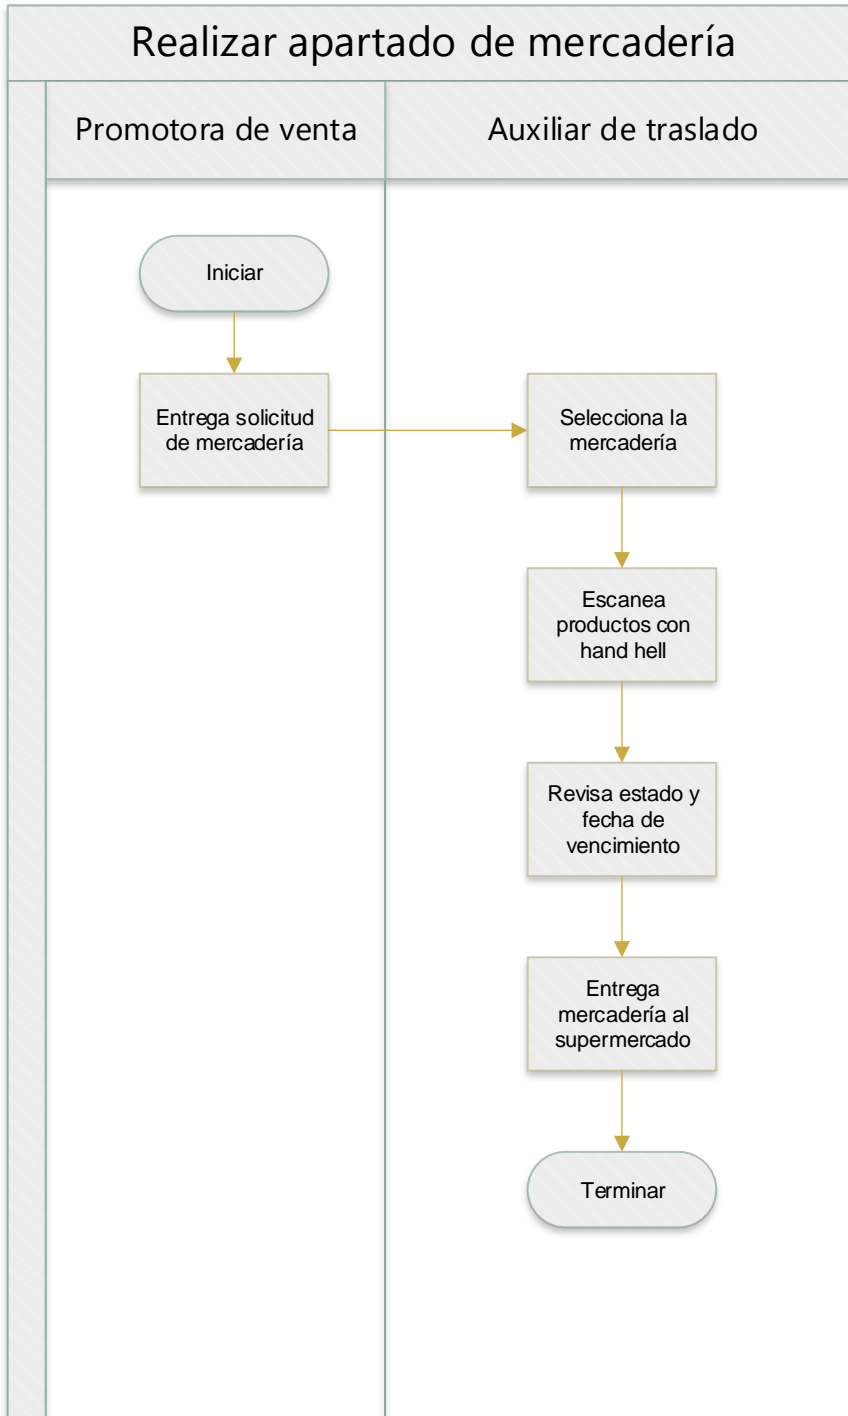 Realizar apartado de mercadería
Promotora de venta
Auxiliar de traslado
Iniciar
Entrega solicitud
de mercadería
Selecciona la
mercadería
Escanea
productos con
hand hell
Revisa estado y
fecha de
vencimiento
Entrega
mercadería al
supermercado
Terminar